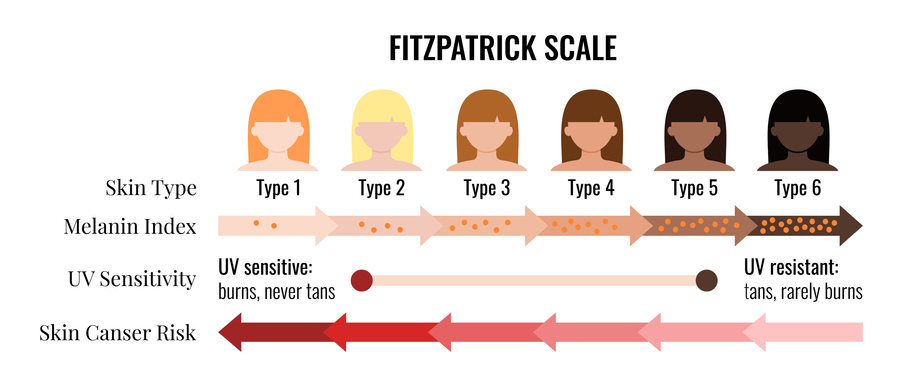 FITZPATRICK SCALE
Skin Type
Type 1
Type 2
Type 3
Type 4
Type 5
Type 6
Melanin Index
UV Sensitivity
UV sensitive:
burns, never tans
UV resistant:
tans, rarely burns
Skin Canser Risk